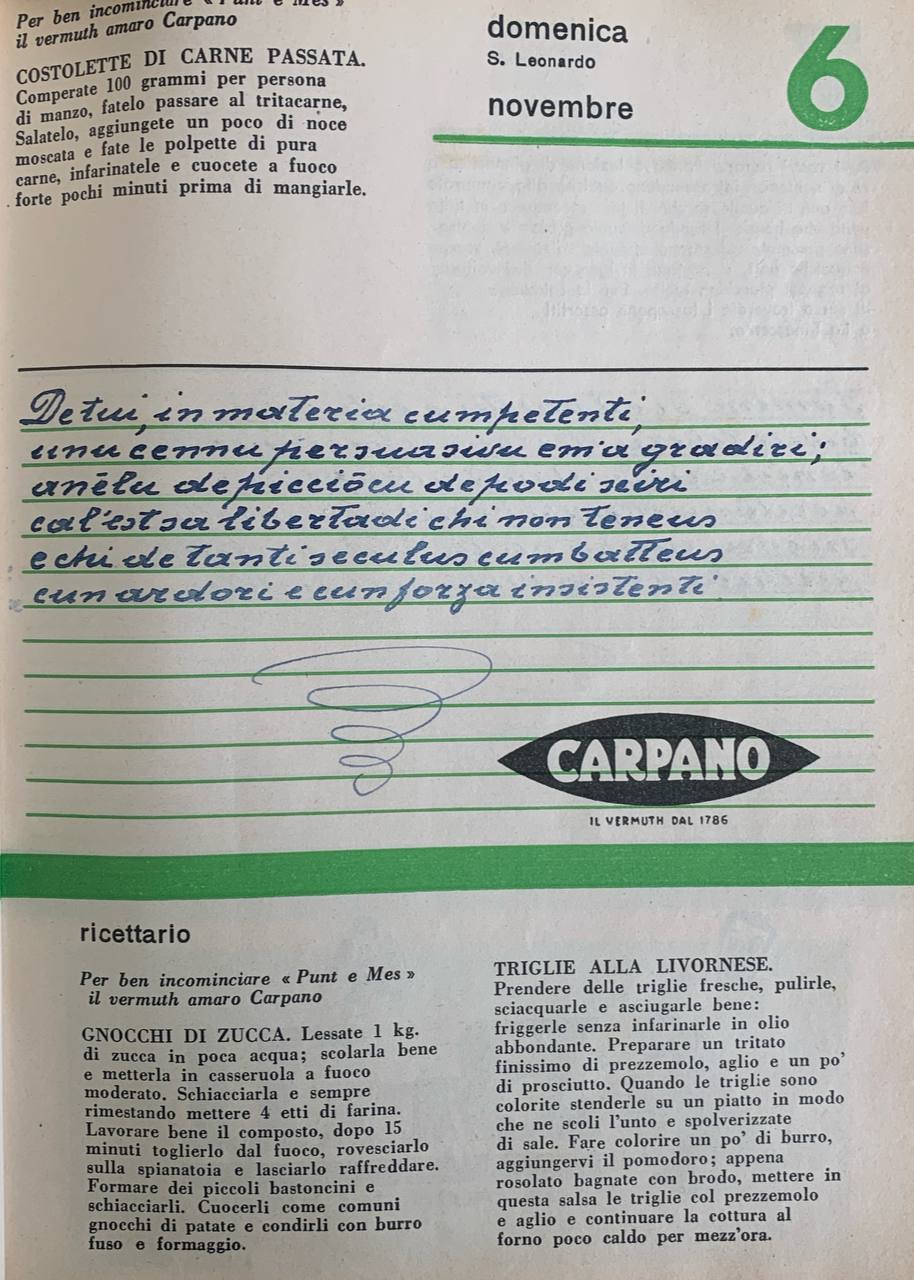 Per ben incominciare « Punt e Mes »
il vermuth amaro Carpano
COSTOLETTE DI CARNE PASSATA.
Comperate 100 grammi per persona
di manzo, fatelo passare al tritacarne,
Salatelo, aggiungete un poco di noce
moscata e fate le polpette di pura
carne, infarinatele e cuocete a fuoco
forte pochi minuti prima di mangiarle.
domenica
S. Leonardo
novembre
6
De tui, in materia cumpetenti,
unu cennu persuasivu em'a gradiri;
anēlu de picciōcu de podi sciri
cal'est sa libertadi chi non teneus
e chi de tanti seculus cumbatteus
cun ardori e cun forza insistenti
CARPANO
IL VERMUTH DAL 1786
ricettario
Per ben incominciare « Punt e Mes »
il vermuth amaro Carpano
GNOCCHI DI ZUCCA. Lessate 1 kg.
di zucca in poca acqua; scolarla bene
e metterla in casseruola a fuoco
moderato. Schiacciarla e sempre
rimestando mettere 4 etti di farina.
Lavorare bene il composto, dopo 15
minuti toglierlo dal fuoco, rovesciarlo
sulla spianatoia e lasciarlo raffreddare.
Formare dei piccoli bastoncini e
schiacciarli. Cuocerli come comuni
gnocchi di patate e condirli con burro
fuso e formaggio.
TRIGLIE ALLA LIVORNESE.
Prendere delle triglie fresche, pulirle,
sciacquarle e asciugarle bene:
friggerle senza infarinarle in olio
abbondante. Preparare un tritato
finissimo di prezzemolo, aglio e un po'
di prosciutto. Quando le triglie sono
colorite stenderle su un piatto in modo
che ne scoli l'unto e spolverizzate
di sale. Fare colorire un po' di burro,
aggiungervi il pomodoro; appena
rosolato bagnate con brodo, mettere in
questa salsa le triglie col prezzemolo
e aglio e continuare la cottura al
forno poco caldo per mezz'ora.